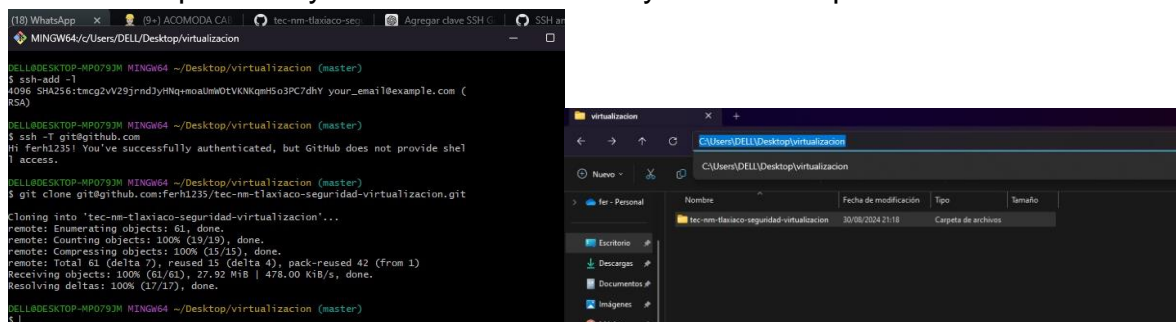 (18) WhatsApp
(9+) ACOMODA CAB
tec-nm-tlaxiaco-segu
Agregar clave SSH G
SSH an
MINGW64:/c/Users/DELL/Desktop/virtualizacion
DELL@DESKTOP-MPO79JM MINGW64 ~/Desktop/virtualizacion (master)
$ ssh-add -l
4096 SHA256:tmcg2vV29jrndJyHNq+moaUmWOtVKNKqmH5o3PC7dhY your_email@example.com (
RSA)
DELL@DESKTOP-MPO79JM MINGW64 ~/Desktop/virtualizacion (master)
$ ssh -T git@github.com
Hi ferh1235! You've successfully authenticated, but GitHub does not provide shel
l access.
DELL@DESKTOP-MPO79JM MINGW64 ~/Desktop/virtualizacion (master)
$ git clone git@github.com:ferh1235/tec-nm-tlaxiaco-seguridad-virtualizacion.git
Cloning into 'tec-nm-tlaxiaco-seguridad-virtualizacion'...
remote: Enumerating objects: 61, done.
remote: Counting objects: 100% (19/19), done.
remote: Compressing objects: 100% (15/15), done.
remote: Total 61 (delta 7), reused 15 (delta 4), pack-reused 42 (from 1)
Receiving objects: 100% (61/61), 27.92 MiB | 478.00 KiB/s, done.
Resolving deltas: 100% (17/17), done.
DELL@DESKTOP-MPO79JM MINGW64 ~/Desktop/virtualizacion (master)
$
virtualizacion
C:\Users\DELL\Desktop\virtualizacion
C:\Users\DELL\Desktop\virtualizacion
Nuevo
fer - Personal
Nombre Fecha de modificación Tipo Tamaño
tec-nm-tlaxiaco-seguridad-virtualizacion 30/08/2024 21:18 Carpeta de archivos
Escritorio
Descargas
Documentos
Imágenes